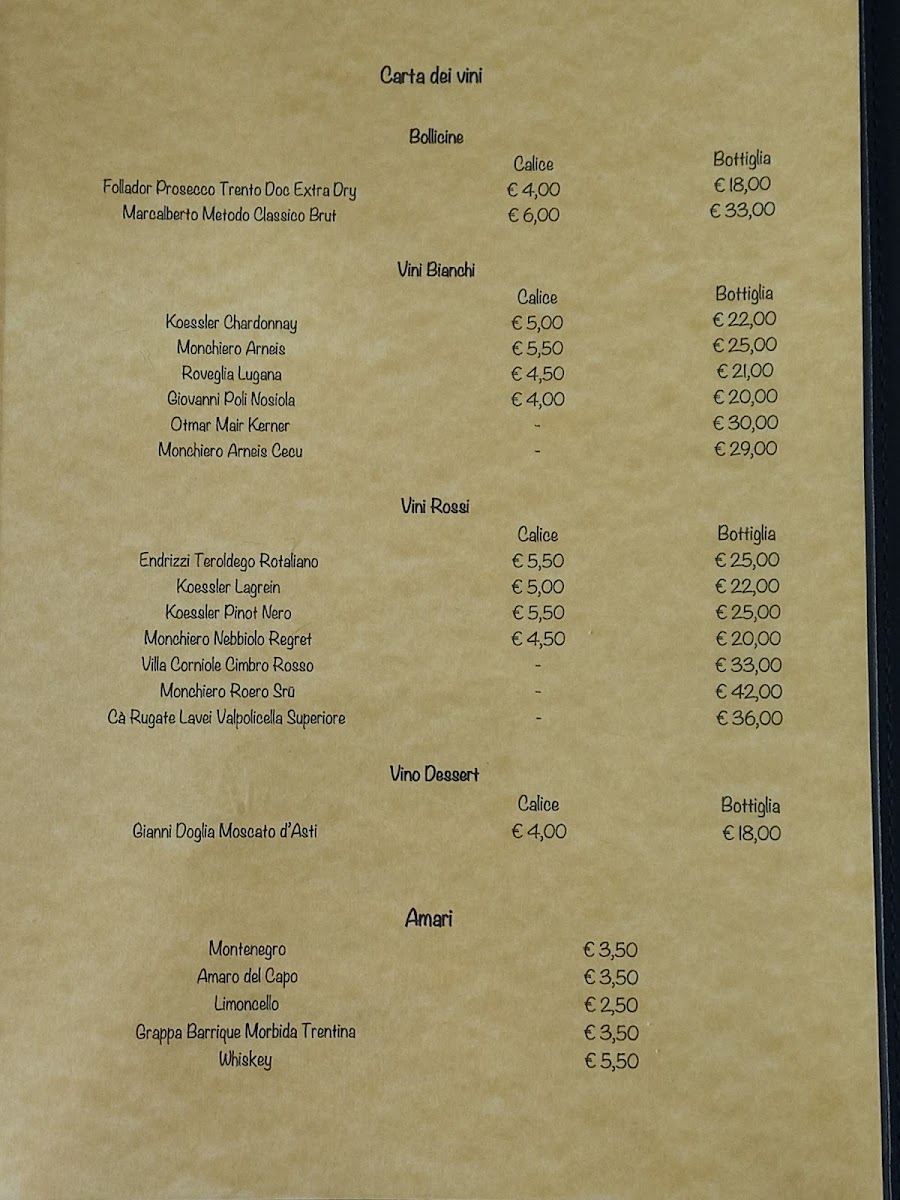 Carta dei vini
Bollicine
Calice Bottiglia
Follador Prosecco Trento Doc Extra Dry € 4,00 € 18,00
Marcalberto Metodo Classico Brut € 6,00 € 33,00
Vini Bianchi
Calice Bottiglia
Koessler Chardonnay € 5,00 € 22,00
Monchiero Arneis € 5,50 € 25,00
Roveglia Lugana € 4,50 € 21,00
Giovanni Poli Nosiola € 4,00 € 20,00
Otmar Mair Kerner - € 30,00
Monchiero Arneis Cecu - € 29,00
Vini Rossi
Calice Bottiglia
Endrizzi Teroldego Rotaliano € 5,50 € 25,00
Koessler Lagrein € 5,00 € 22,00
Koessler Pinot Nero € 5,50 € 25,00
Monchiero Nebbiolo Regret € 4,50 € 20,00
Villa Corniole Cimbro Rosso - € 33,00
Monchiero Roero Srü - € 42,00
Cà Rugate Lavei Valpolicella Superiore - € 36,00
Vino Dessert
Calice Bottiglia
Gianni Doglia Moscato d'Asti € 4,00 € 18,00
Amari
Montenegro € 3,50
Amaro del Capo € 3,50
Limoncello € 2,50
Grappa Barrique Morbida Trentina € 3,50
Whiskey € 5,50